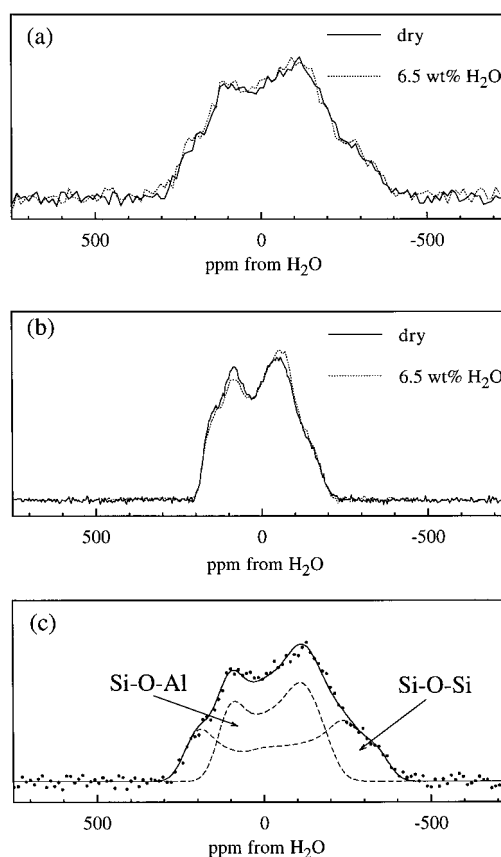 (a)
dry
6.5 wt% H₂O
500 0 -500
ppm from H₂O
(b)
dry
6.5 wt% H₂O
500 0 -500
ppm from H₂O
(c)
Si-O-Al
Si-O-Si
500 0 -500
ppm from H₂O